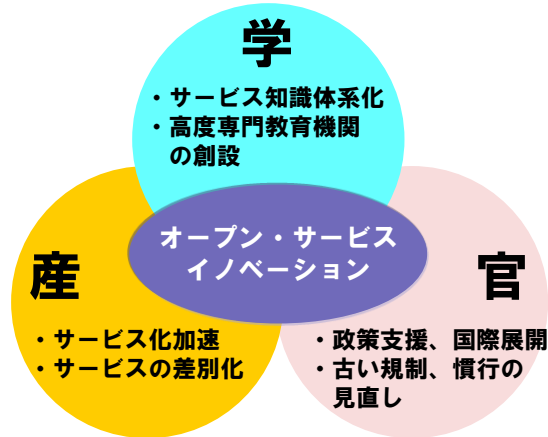 学
・サービス知識体系化
・高度専門教育機関
の創設
オープン・サービス
イノベーション
産
・サービス化加速
・サービスの差別化
官
・政策支援、国際展開
・古い規制、慣行の
見直し